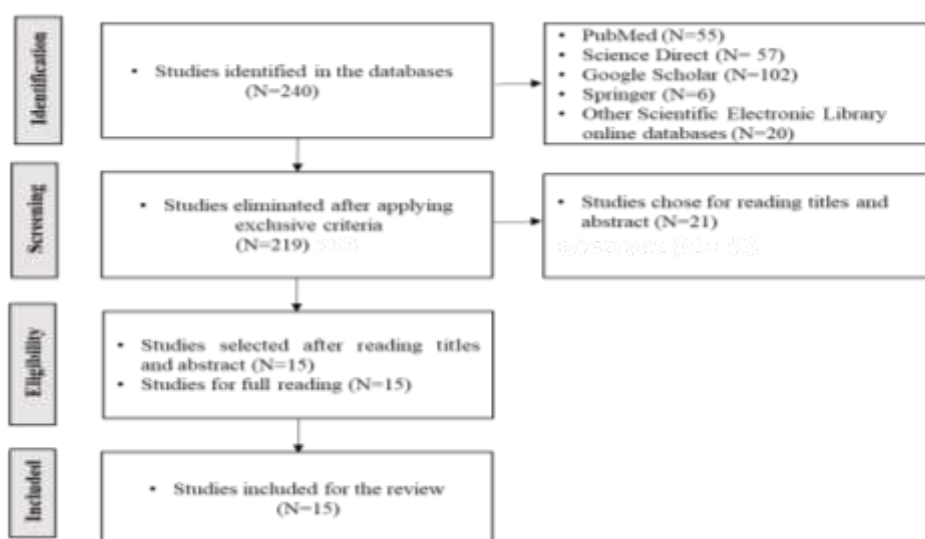 Identification
• Studies identified in the databases
(N=240)
• PubMed (N=55)
• Science Direct (N= 57)
• Google Scholar (N=102)
• Springer (N=6)
• Other Scientific Electronic Library
online databases (N=20)
Screening
• Studies eliminated after applying
exclusive criteria
(N=219)
• Studies chose for reading titles and
abstract (N=21)
Eligibility
• Studies selected after reading titles
and abstract (N=15)
• Studies for full reading (N=15)
Included
• Studies included for the review
(N=15)